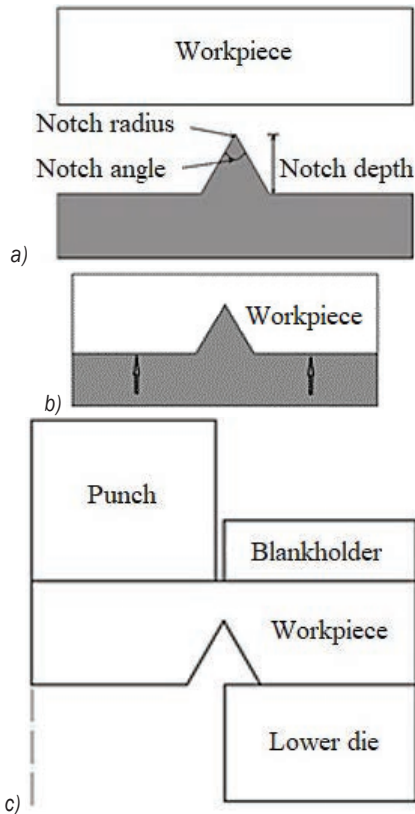 Workpiece
Notch radius
Notch angle
Notch depth
a)
Workpiece
b)
Punch
Blankholder
Workpiece
Lower die
c)